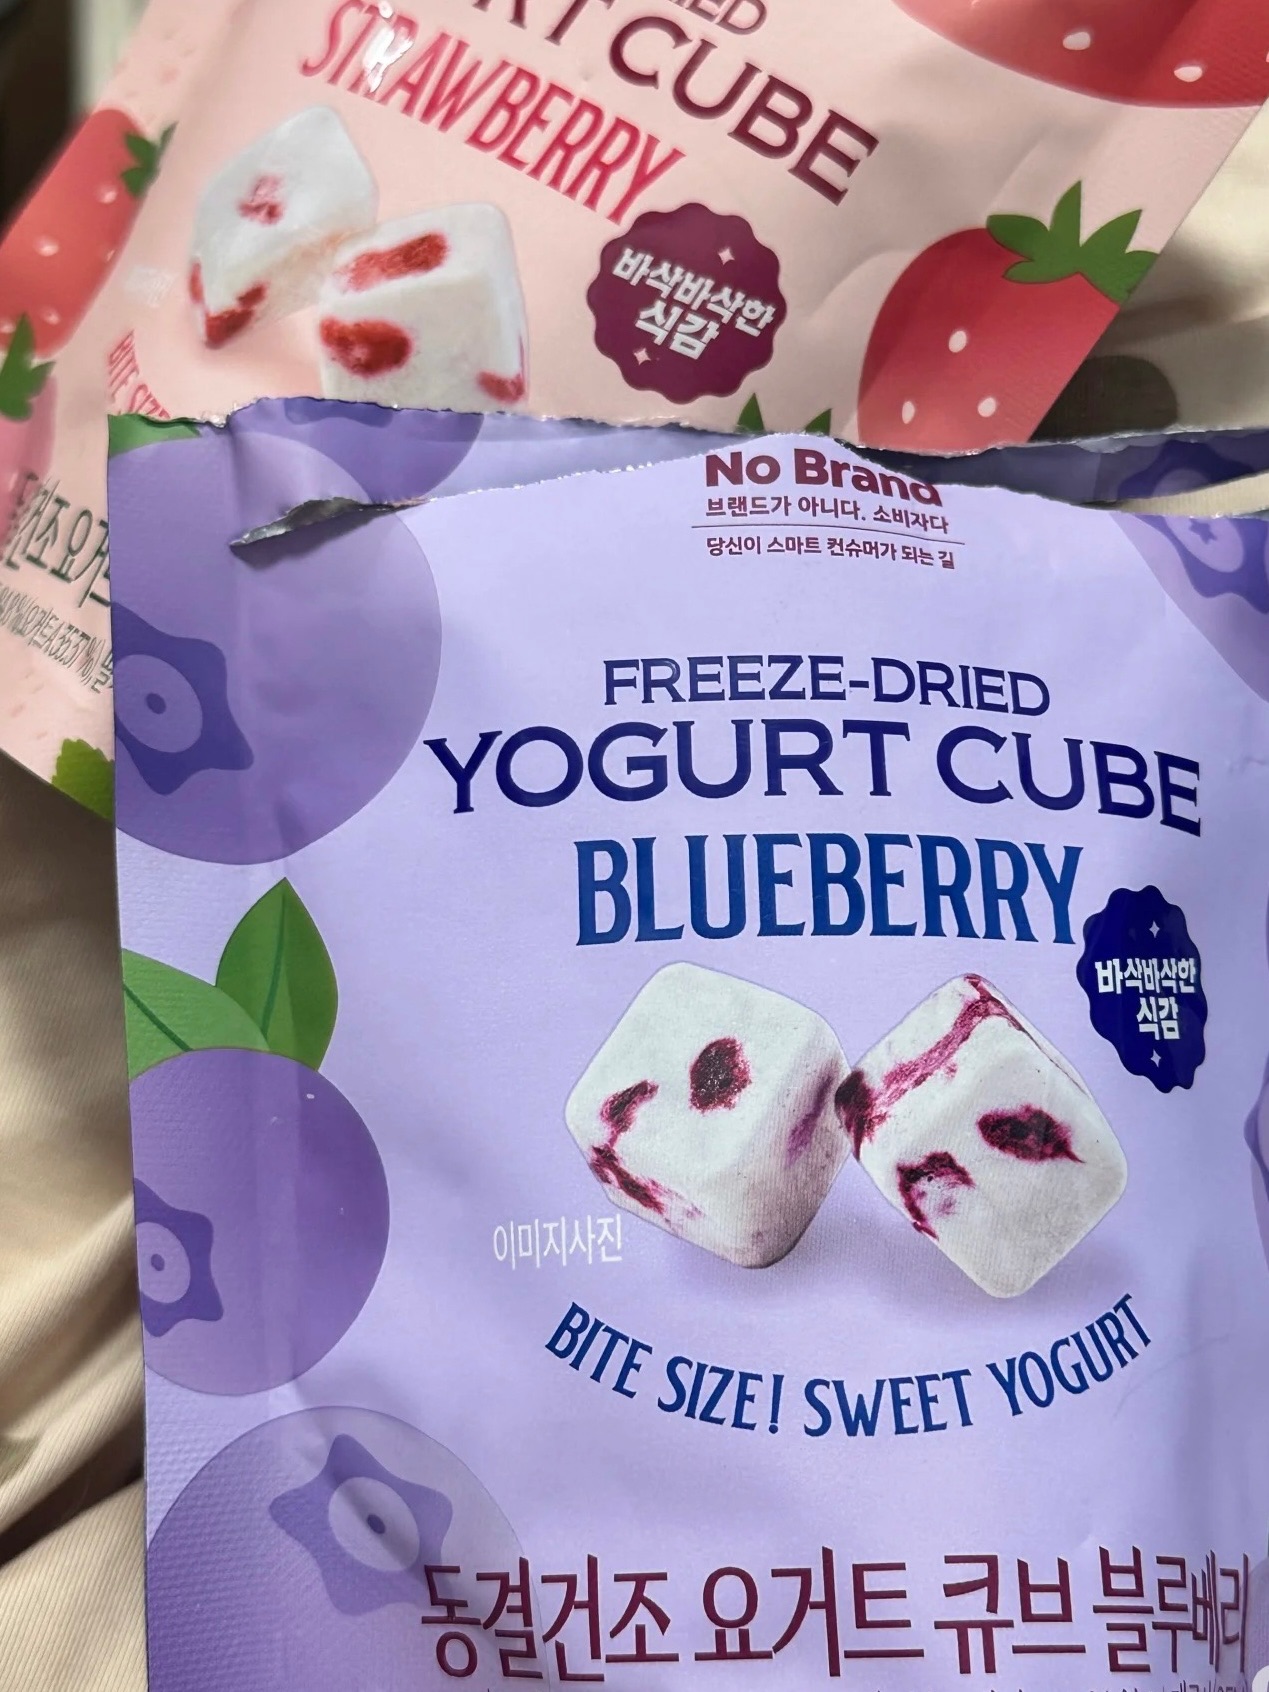 CUBE
STRAWBERRY
바삭바삭한
식감
BITE
No Brand
브랜드가 아니다. 소비자다
당신이 스마트 컨슈머가 되는 길
FREEZE-DRIED
YOGURT CUBE
BLUEBERRY
바삭바삭한
식감
이미지사진
BITE SIZE! SWEET YOGURT
동결건조 요거트 큐브 블루베리